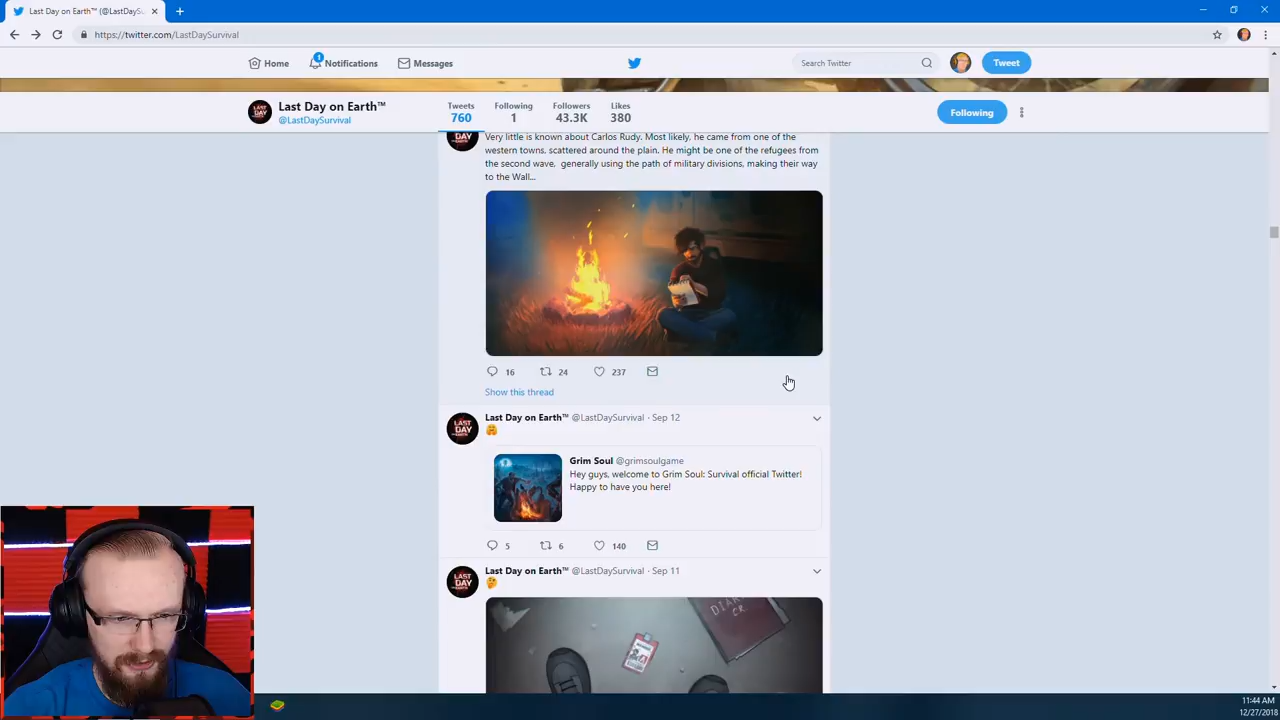 Last Day on Earth™ (@LastDaySu
https://twitter.com/LastDaySurvival
Home
1
Notifications
Messages
Search Twitter
Tweet
Last Day on Earth™
@LastDaySurvival
Tweets
760
Following
1
Followers
43.3K
Likes
380
Following
Very little is known about Carlos Rudy. Most likely, he came from one of the
western towns, scattered around the plain. He might be one of the refugees from
the second wave, generally using the path of military divisions, making their way
to the Wall...
16
24
237
Show this thread
Last Day on Earth™ @LastDaySurvival · Sep 12
Grim Soul @grimsoulgame
Hey guys, welcome to Grim Soul: Survival official Twitter!
Happy to have you here!
5
6
140
Last Day on Earth™ @LastDaySurvival · Sep 11
DIARY
CR
11:44 AM
12/27/2018